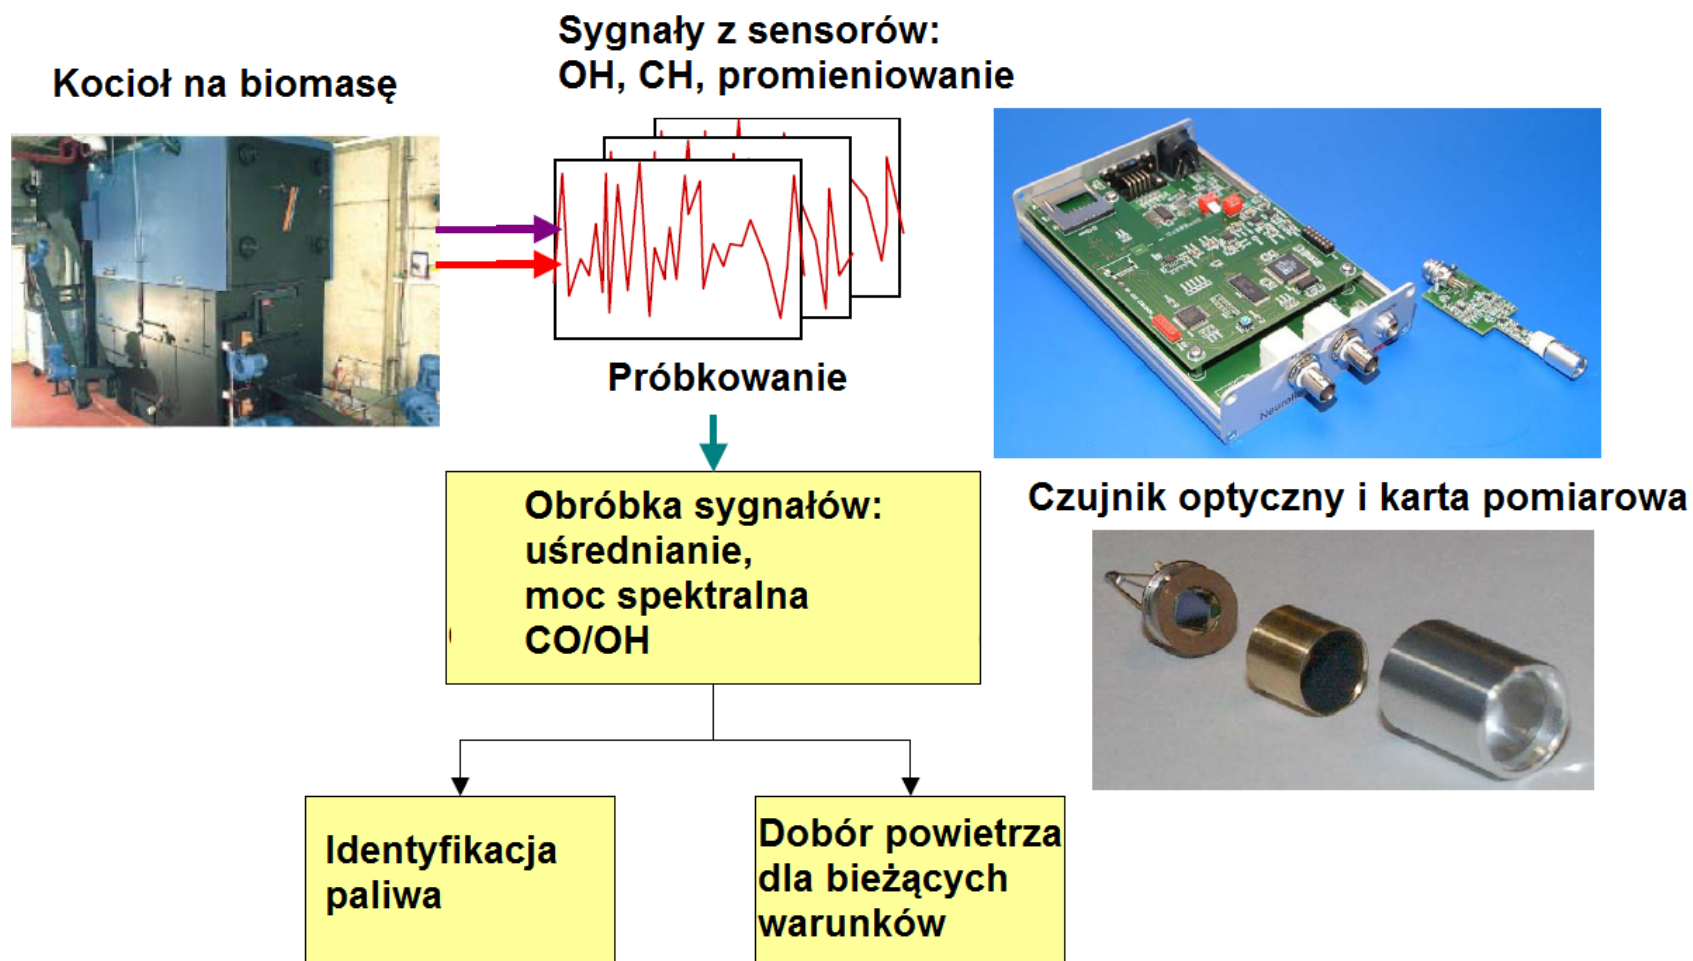 Sygnały z sensorów:
OH, CH, promieniowanie
Kocioł na biomasę
Próbkowanie
Czujnik optyczny i karta pomiarowa
Obróbka sygnałów:
uśrednianie,
moc spektralna
CO/OH
Identyfikacja
paliwa
Dobór powietrza
dla bieżących
warunków